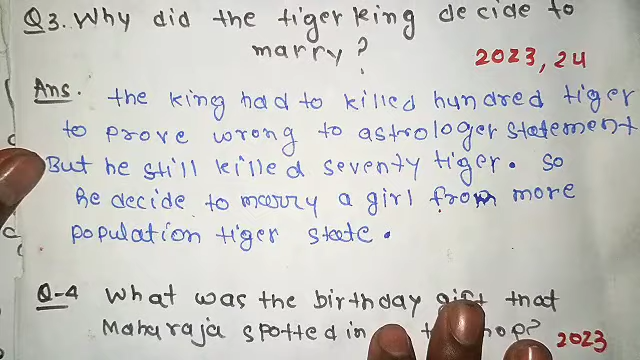 Q3. Why did the tiger king decide to
marry?
2023, 24
Ans. the king had to killed hundred tiger
to prove wrong to astrologer statement
But he still killed seventy tiger. so
he decide to marry a girl from more
population tiger state.
Q-4 What was the birthday gift that
Maharaja spotted in hop?
2023